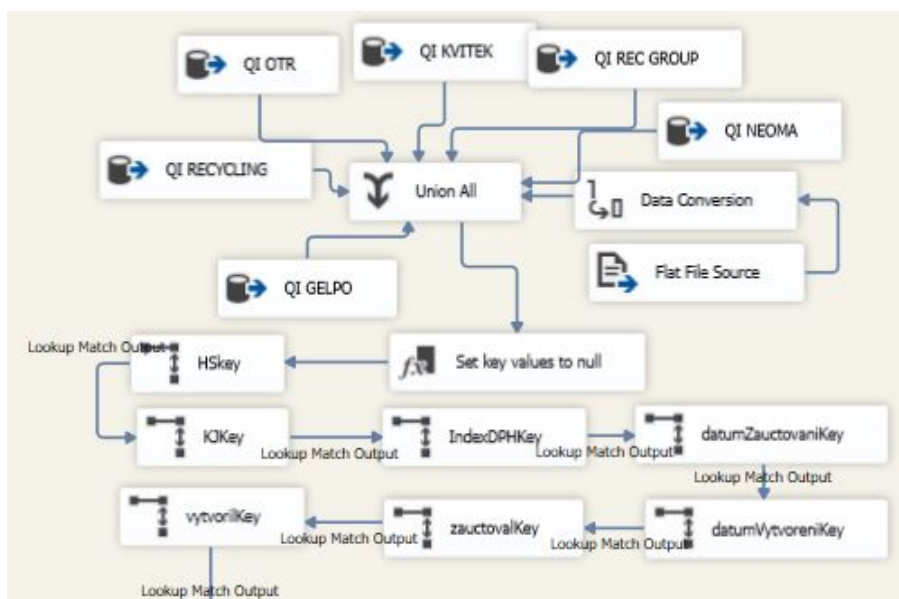 QI OTR
QI KVITEK
QI REC GROUP
QI NEOMA
QI RECYCLING
Union All
Data Conversion
QI GELPO
Flat File Source
Lookup Match Output
HSkey
Set key values to null
KJKey
Lookup Match Output
IndexDPHKey
Lookup Match Output
datumZauctovaniKey
Lookup Match Output
vytvorilKey
Lookup Match Output
zauctovalKey
Lookup Match Output
datumVytvoreniKey
Lookup Match Output